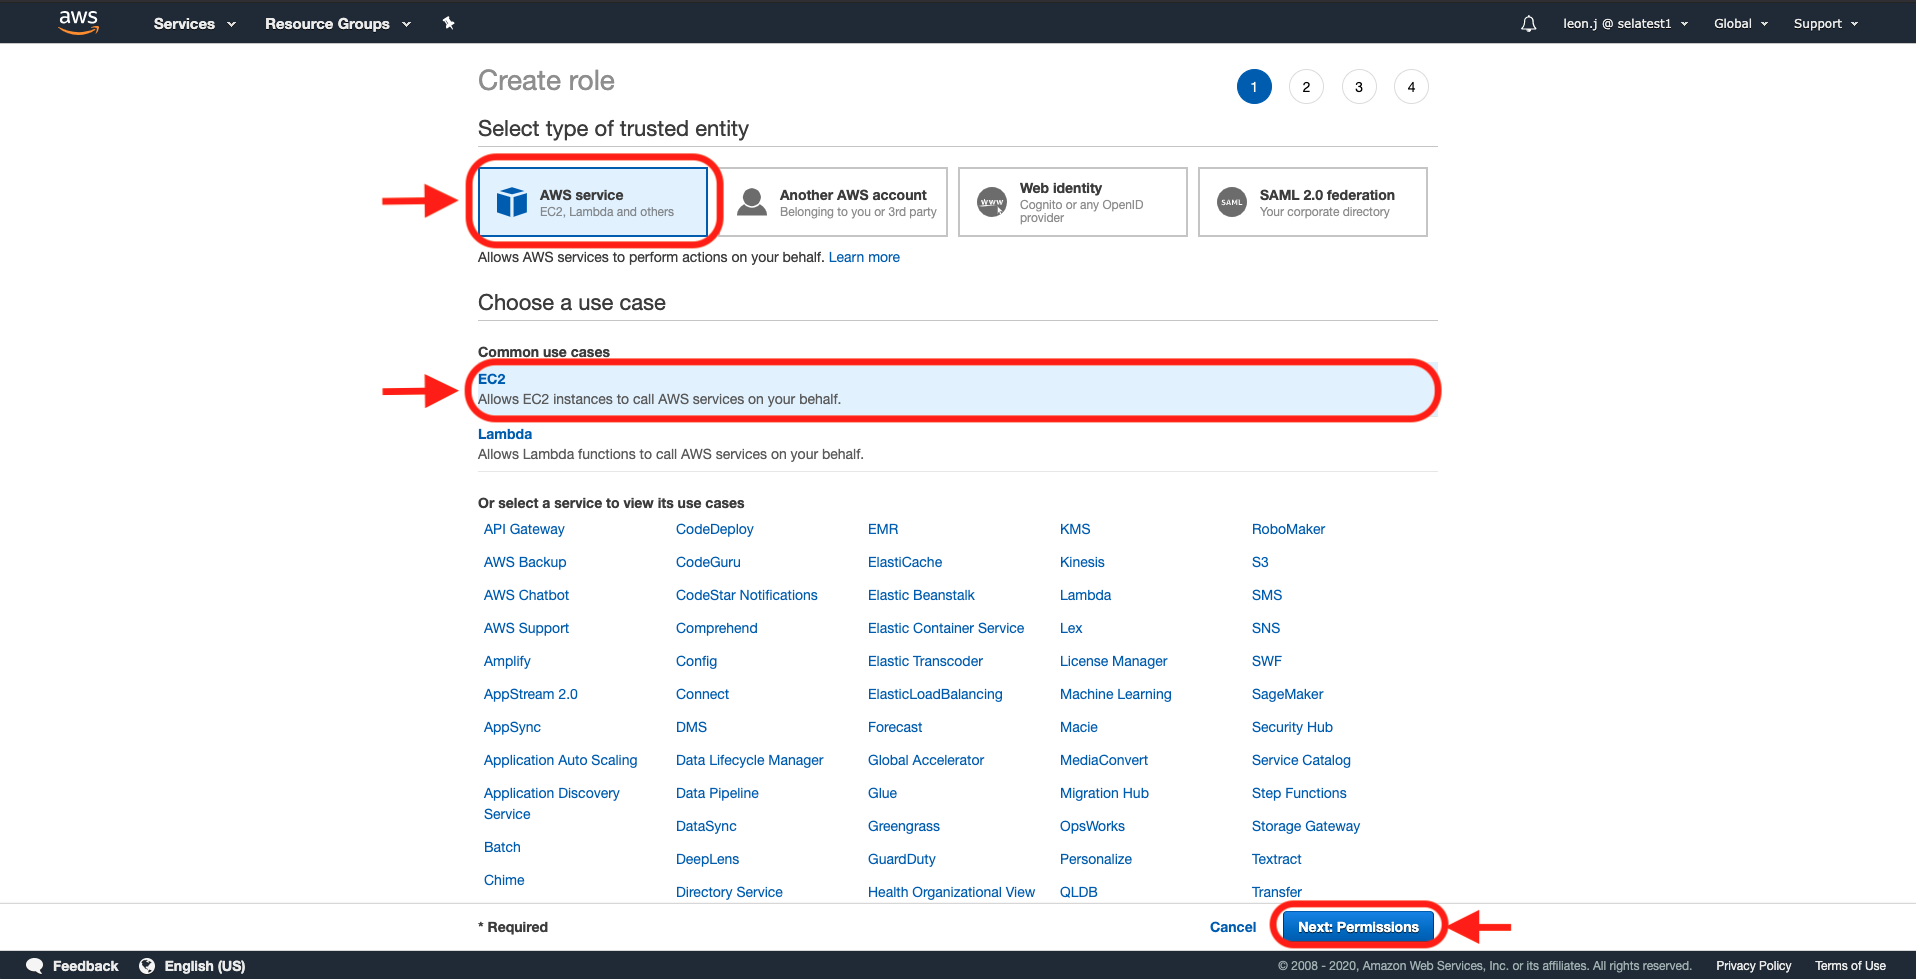 aws Services Resource Groups leon.j @ selatest1 Global Support
Create role 1 2 3 4
Select type of trusted entity
AWS service
EC2, Lambda and others
Another AWS account
Belonging to you or 3rd party
www
Web identity
Cognito or any OpenID
provider
SAML
SAML 2.0 federation
Your corporate directory
Allows AWS services to perform actions on your behalf. Learn more
Choose a use case
Common use cases
EC2
Allows EC2 instances to call AWS services on your behalf.
Lambda
Allows Lambda functions to call AWS services on your behalf.
Or select a service to view its use cases
API Gateway
AWS Backup
AWS Chatbot
AWS Support
Amplify
AppStream 2.0
AppSync
Application Auto Scaling
Application Discovery
Service
Batch
Chime
CodeDeploy
CodeGuru
CodeStar Notifications
Comprehend
Config
Connect
DMS
Data Lifecycle Manager
Data Pipeline
DataSync
DeepLens
Directory Service
EMR
ElastiCache
Elastic Beanstalk
Elastic Container Service
Elastic Transcoder
ElasticLoadBalancing
Forecast
Global Accelerator
Glue
Greengrass
GuardDuty
Health Organizational View
KMS
Kinesis
Lambda
Lex
License Manager
Machine Learning
Macie
MediaConvert
Migration Hub
OpsWorks
Personalize
QLDB
RoboMaker
S3
SMS
SNS
SWF
SageMaker
Security Hub
Service Catalog
Step Functions
Storage Gateway
Textract
Transfer
* Required Cancel Next: Permissions
Feedback English (US) © 2008 - 2020, Amazon Web Services, Inc. or its affiliates. All rights reserved. Privacy Policy Terms of Use